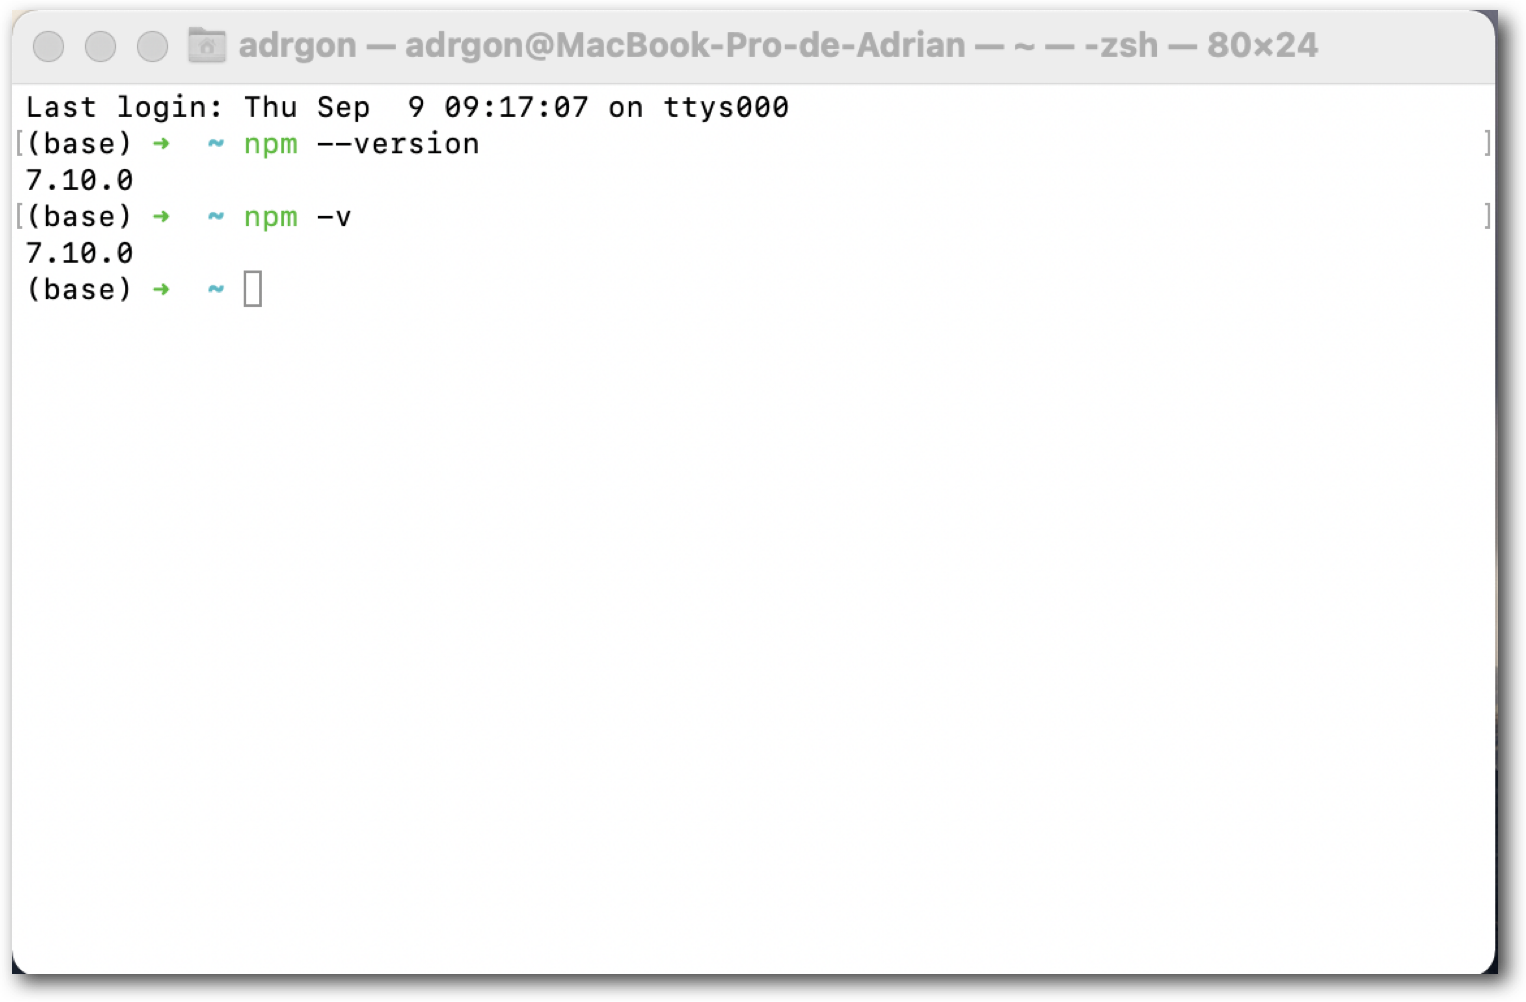 adrgon — adrgon@MacBook-Pro-de-Adrian — ~ — -zsh — 80×24
Last login: Thu Sep  9 09:17:07 on ttys000
[(base) ➜  ~ npm --version ]
7.10.0
[(base) ➜  ~ npm -v ]
7.10.0
(base) ➜  ~